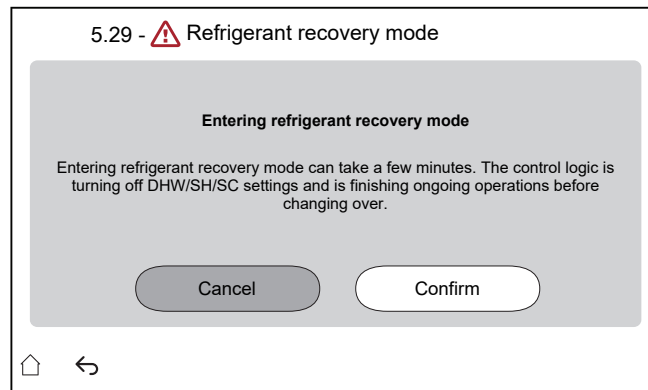 5.29 - Refrigerant recovery mode
Entering refrigerant recovery mode
Entering refrigerant recovery mode can take a few minutes. The control logic is
turning off DHW/SH/SC settings and is finishing ongoing operations before
changing over.
Cancel
Confirm